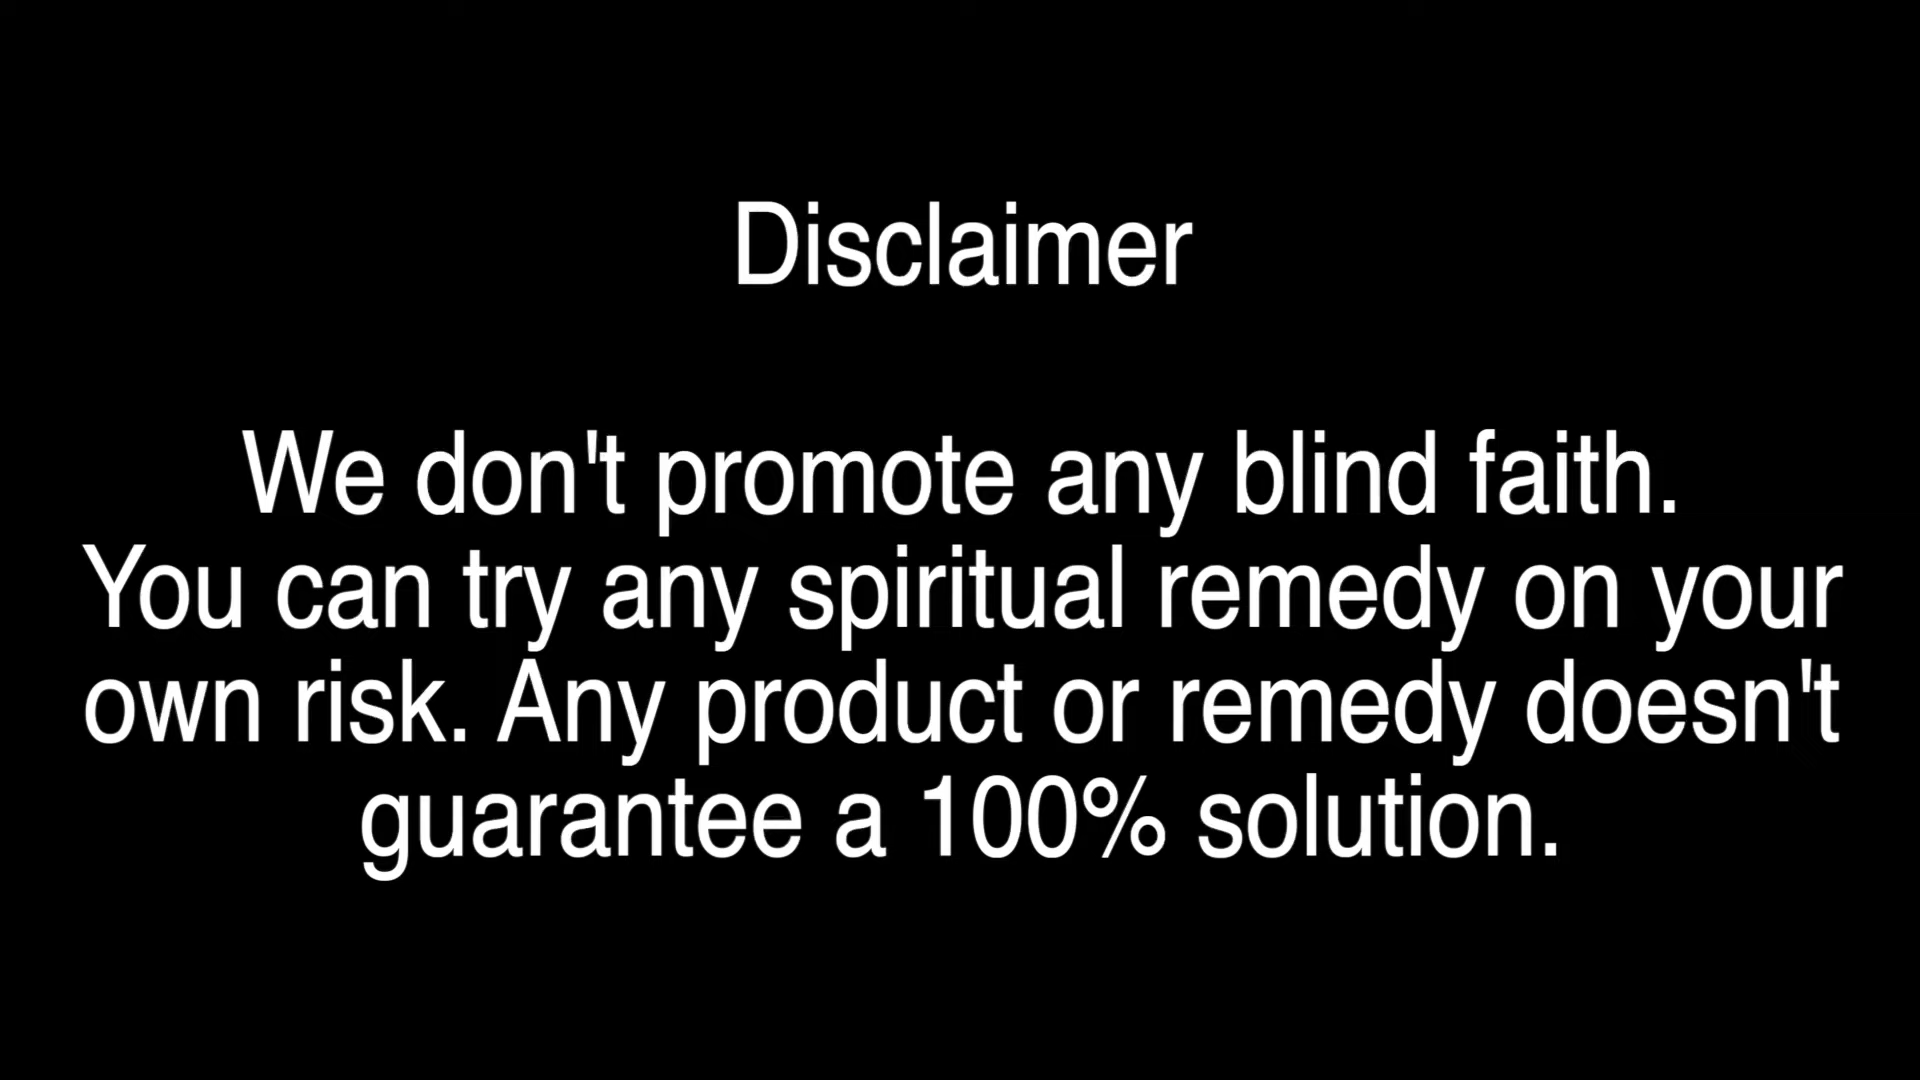 Disclaimer
We don't promote any blind faith.
You can try any spiritual remedy on your
own risk. Any product or remedy doesn't
guarantee a 100% solution.